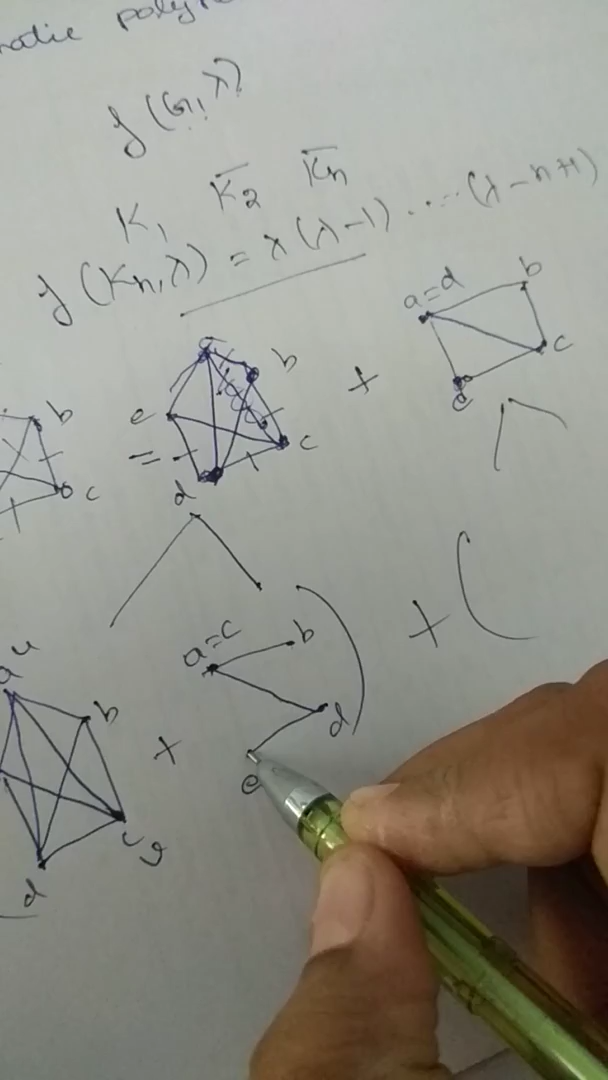 f(G, λ)
K₁ K̄₂ K̄ₙ
f(Kn, λ) = λ(λ-1)....(λ-n+1)
a=d b
b + c e
e b
= c
c d
a=c b + (
a u
b + d
e
c v
d